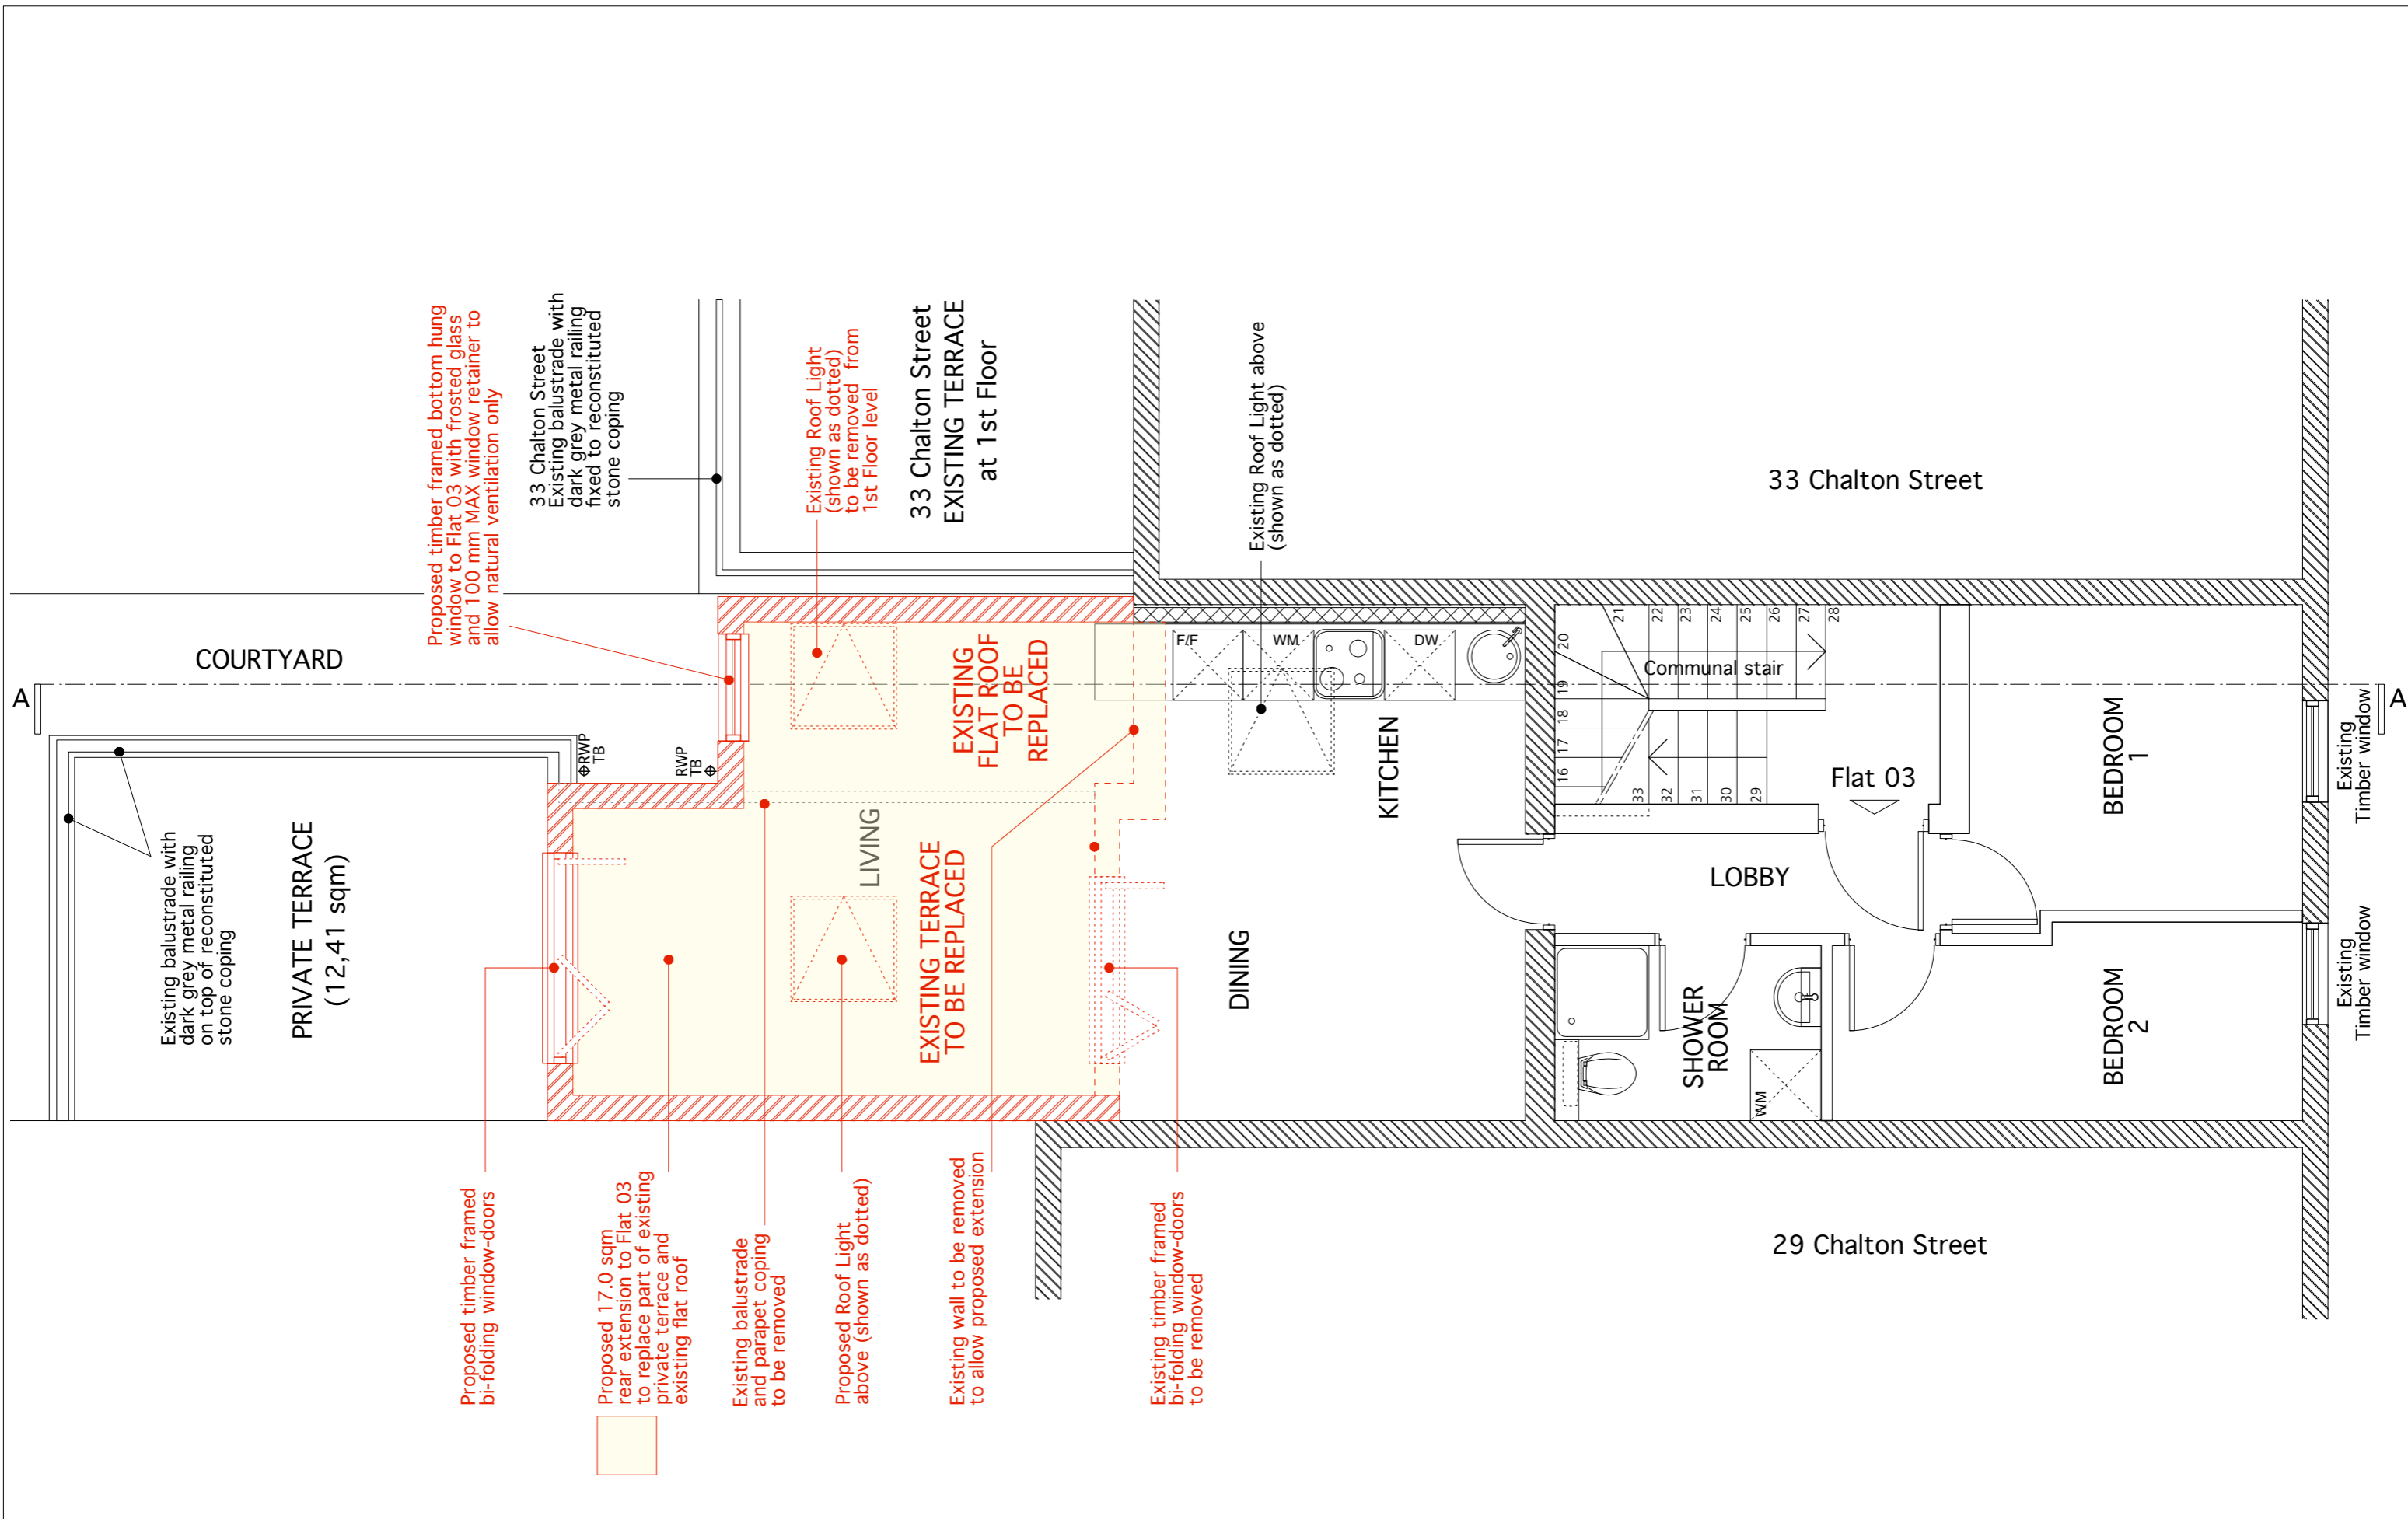 Proposed timber framed bottom hung
window to Flat 03 with frosted glass
and 100 mm MAX window retainer to
allow natural ventilation only
33 Chalton Street
Existing balustrade with
dark grey metal railing
fixed to reconstituted
stone coping
Existing Roof Light
(shown as dotted)
to be removed from
1st Floor level
33 Chalton Street
EXISTING TERRACE
at 1st Floor
Existing Roof Light above
(shown as dotted)
33 Chalton Street
COURTYARD
A
A
RWP
TB
RWP
TB
EXISTING
FLAT ROOF
TO BE
REPLACED
F/F
WM
DW
KITCHEN
20
19
18
17
16
21
22
23
24
25
26
27
28
Communal stair
33
32
31
30
29
Flat 03
BEDROOM
1
Existing
Timber window
Existing balustrade with
dark grey metal railing
on top of reconstituted
stone coping
PRIVATE TERRACE
(12,41 sqm)
LIVING
EXISTING TERRACE
TO BE REPLACED
DINING
LOBBY
SHOWER
ROOM
WM
BEDROOM
2
Existing
Timber window
Proposed timber framed
bi-folding window-doors
Proposed 17.0 sqm
rear extension to Flat 03
to replace part of existing
private terrace and
existing flat roof
Existing balustrade
and parapet coping
to be removed
Proposed Roof Light
above (shown as dotted)
Existing wall to be removed
to allow proposed extension
Existing timber framed
bi-folding window-doors
to be removed
29 Chalton Street